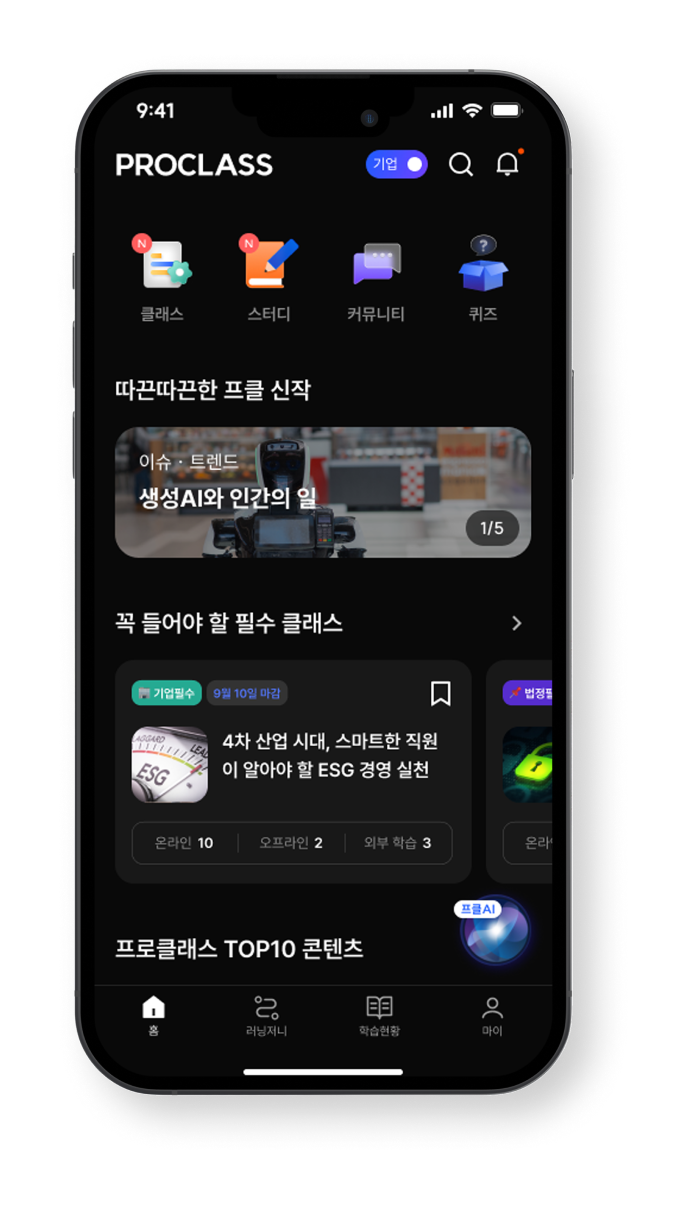 9:41
PROCLASS
기업
N
N
?
클래스
스터디
커뮤니티
퀴즈
따끈따끈한 프클 신작
이슈 · 트렌드
생성AI와 인간의 일
1/5
꼭 들어야 할 필수 클래스
기업필수
9월 10일 마감
법정필
LAGGARD
LEAD
ESG
4차 산업 시대, 스마트한 직원
이 알아야 할 ESG 경영 실천
온라인 10
오프라인 2
외부 학습 3
온라
프클AI
프로클래스 TOP10 콘텐츠
홈
러닝저니
학습현황
마이